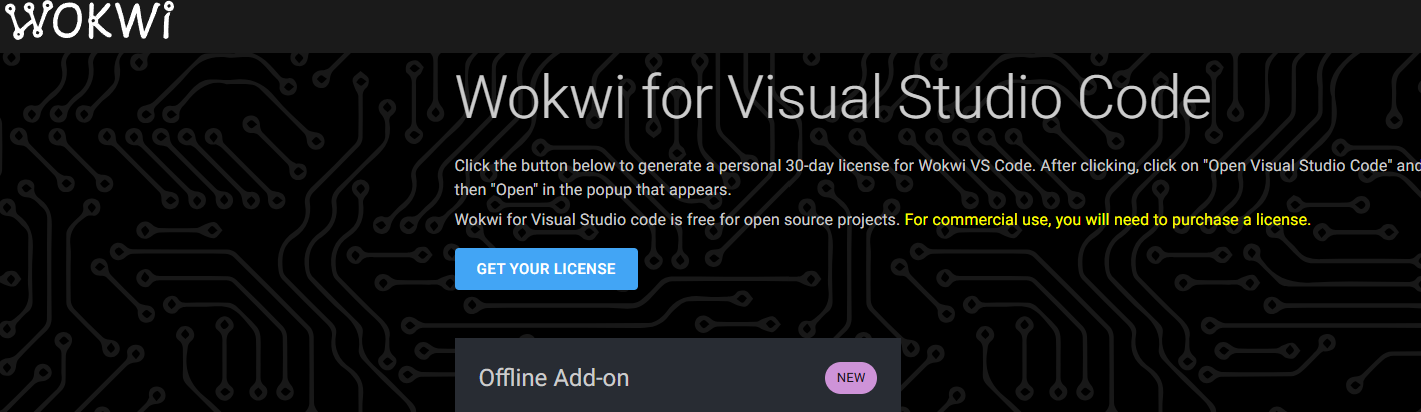 WOKWi
Wokwi for Visual Studio Code
Click the button below to generate a personal 30-day license for Wokwi VS Code. After clicking, click on "Open Visual Studio Code" and
then "Open" in the popup that appears.
Wokwi for Visual Studio code is free for open source projects. For commercial use, you will need to purchase a license.
GET YOUR LICENSE
Offline Add-on
NEW